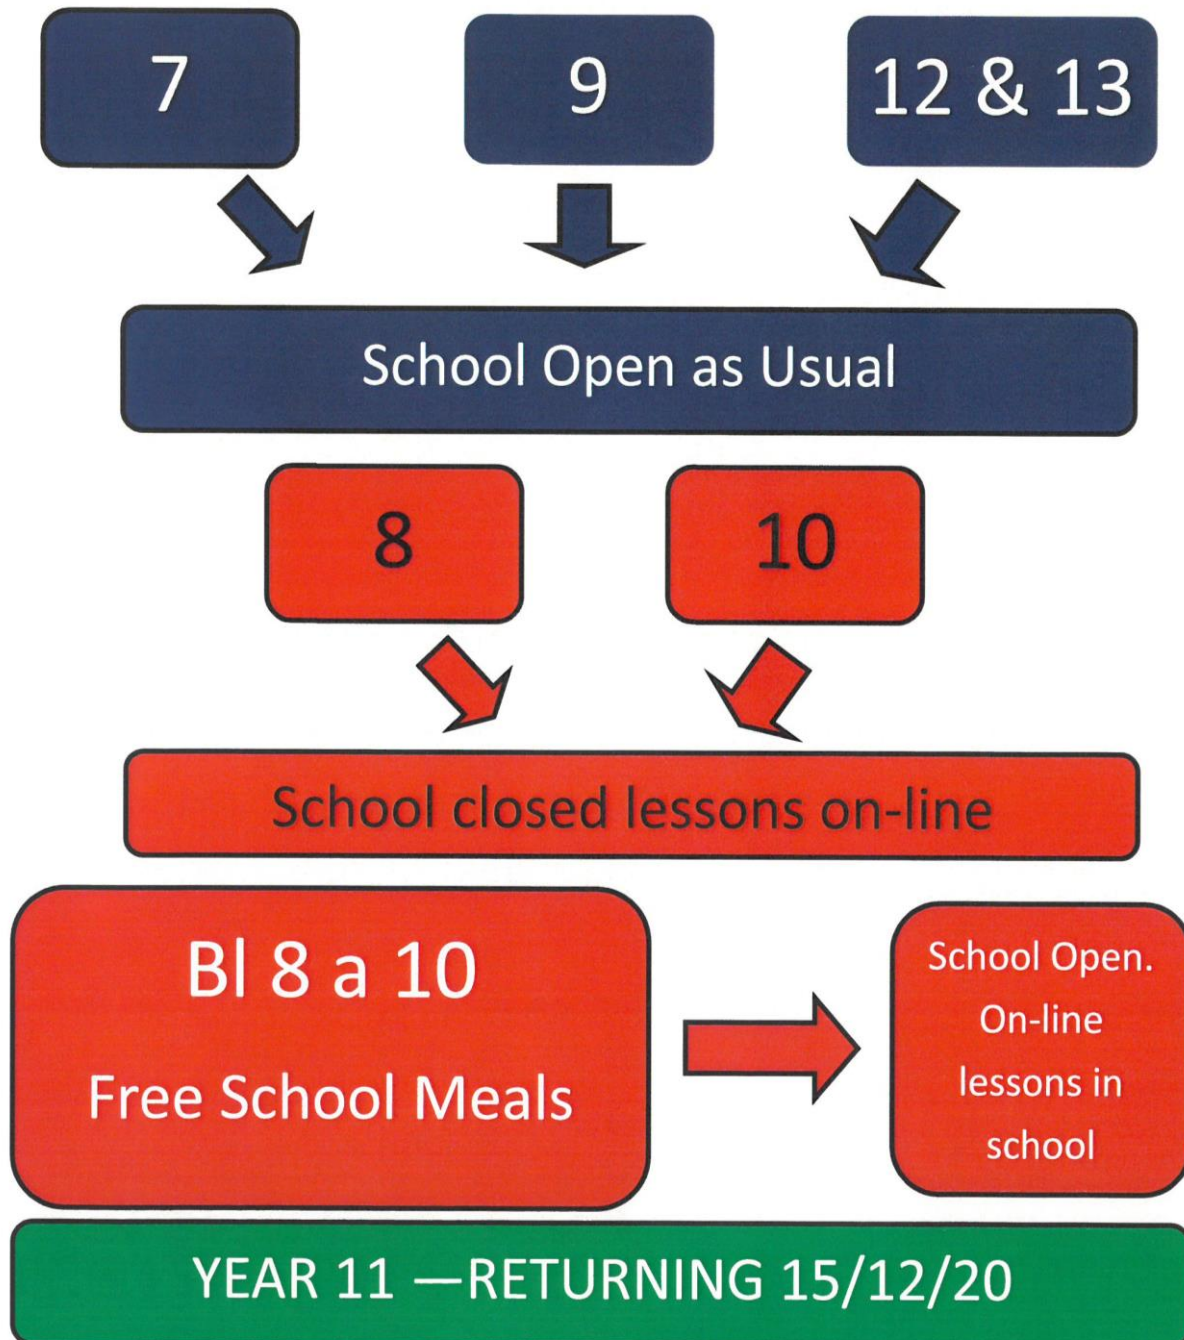 7
9
12 & 13
School Open as Usual
8
10
School closed lessons on-line
Bl 8 a 10
Free School Meals
School Open.
On-line
lessons in
school
YEAR 11 —RETURNING 15/12/20